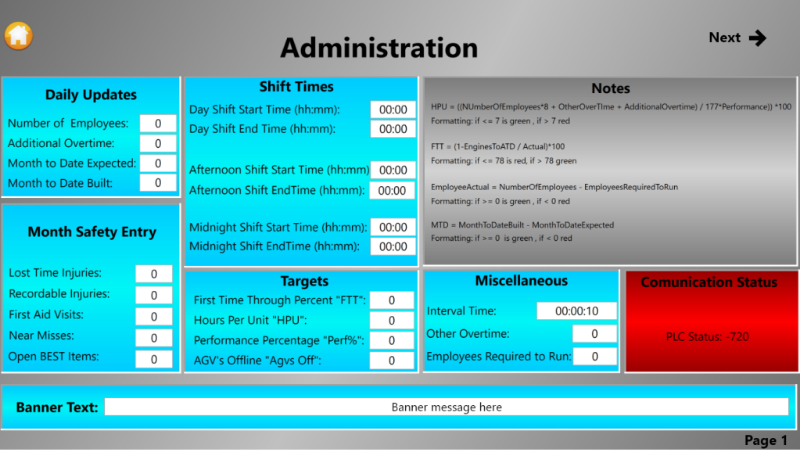 Administration
Next
Daily Updates
Number of Employees: 0
Additional Overtime: 0
Month to Date Expected: 0
Month to Date Built: 0
Month Safety Entry
Lost Time Injuries: 0
Recordable Injuries: 0
First Aid Visits: 0
Near Misses: 0
Open BEST Items: 0
Shift Times
Day Shift Start Time (hh:mm): 00:00
Day Shift End Time (hh:mm): 00:00
Afternoon Shift Start Time (hh:mm) 00:00
Afternoon Shift EndTime (hh:mm): 00:00
Midnight Shift Start Time (hh:mm): 00:00
Midnight Shift EndTime (hh:mm): 00:00
Targets
First Time Through Percent "FTT": 0
Hours Per Unit "HPU": 0
Performance Percentage "Perf%": 0
AGV's Offline "Agvs Off": 0
Notes
HPU = ((NUmberOfEmployees*8 + OtherOverTIme + AdditionalOvertime) / 177*Performance)) *100
Formatting: if <= 7 is green , if > 7 red
FTT = (1-EnginesToATD / Actual)*100
Formatting: if <= 78 is red, if > 78 green
EmployeeActual = NumberOfEmployees - EmployeesRequiredToRun
Formatting: if >= 0 is green, if < 0 red
MTD = MonthToDateBuilt - MonthToDateExpected
Formatting: if >= 0 is green , if < 0 red
Miscellaneous
Interval Time: 00:00:10
Other Overtime: 0
Employees Required to Run: 0
Comunication Status
PLC Status: -720
Banner Text: Banner message here
Page 1